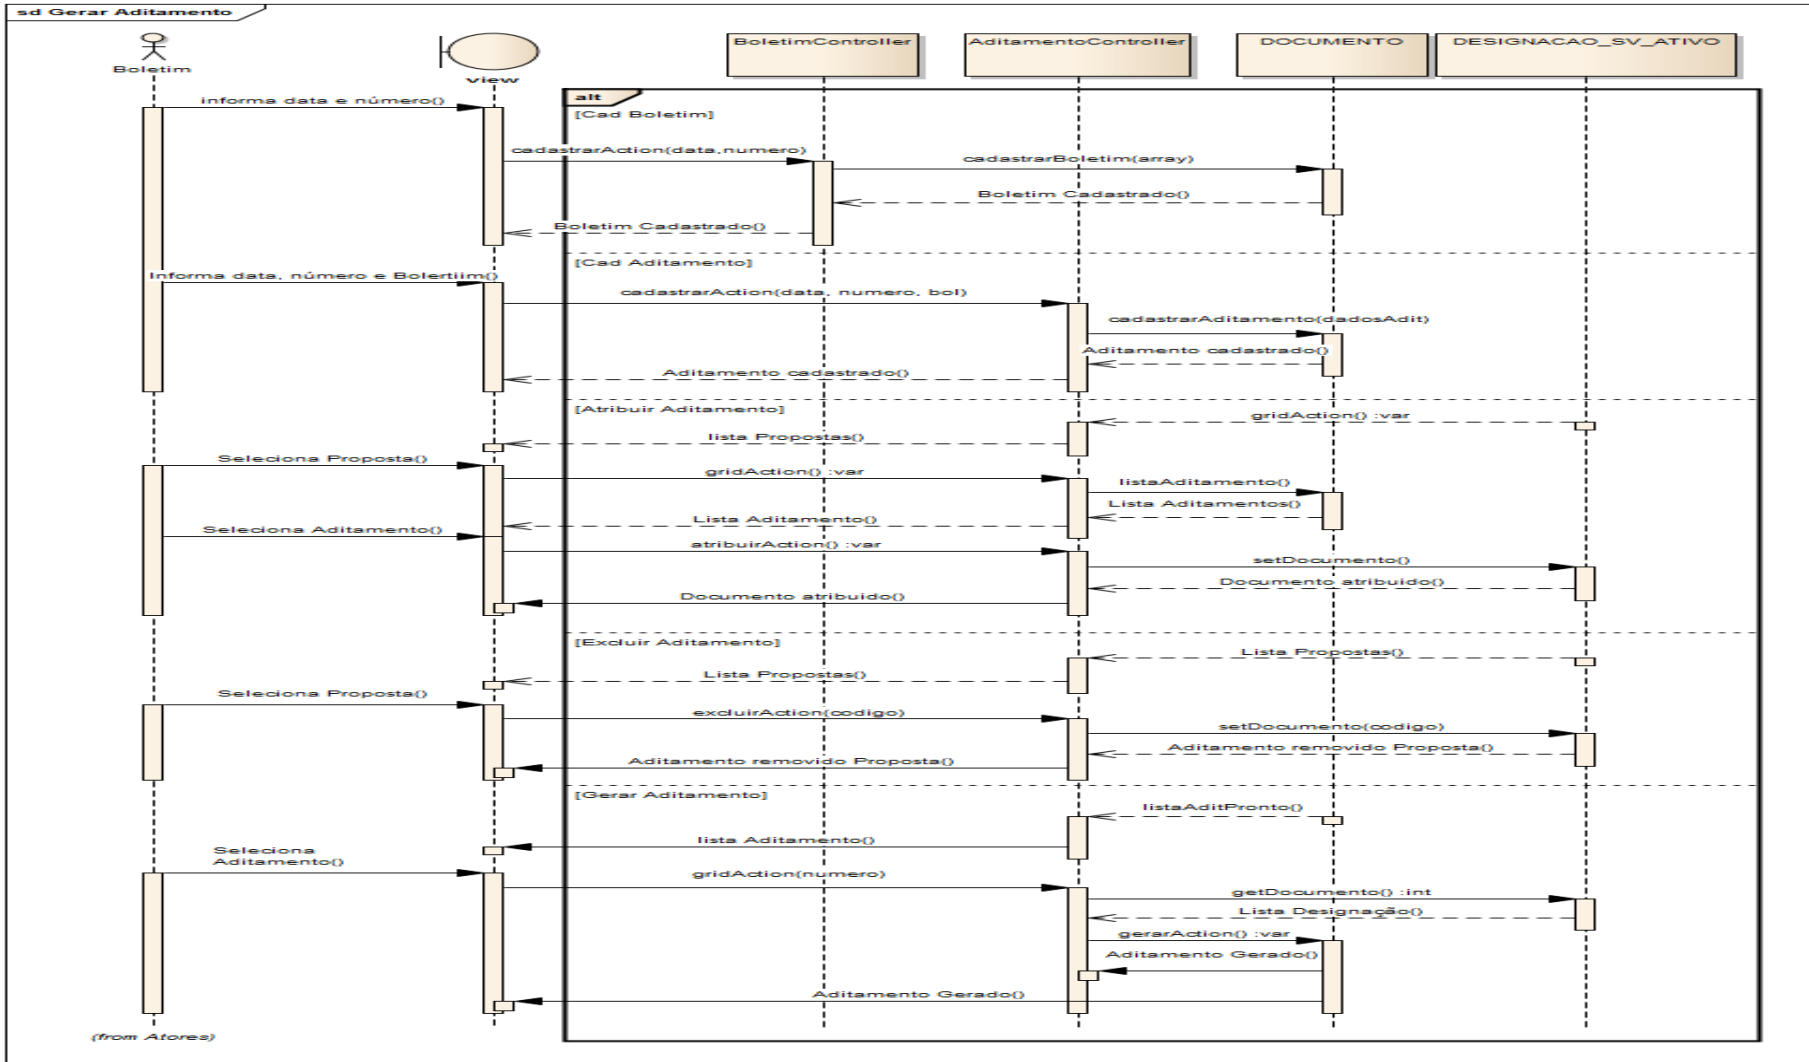 sd Gerar Aditamento
Boletim
view
BoletimController
AditamentoController
DOCUMENTO
DESIGNACAO_SV_ATIVO
alt
informa data e número()
[Cad Boletim]
cadastrarAction(data,numero)
cadastrarBoletim(array)
Boletim Cadastrado()
Boletim Cadastrado()
[Cad Aditamento]
Informa data, número e Bolertiim()
cadastrarAction(data, numero, bol)
cadastrarAditamento(dadosAdit)
Aditamento cadastrado()
Aditamento cadastrado()
[Atribuir Aditamento]
gridAction() :var
lista Propostas()
Seleciona Proposta()
gridAction() :var
listaAditamento()
Lista Aditamentos()
Lista Aditamento()
Seleciona Aditamento()
atribuirAction() :var
setDocumento()
Documento atribuido()
Documento atribuido()
[Excluir Aditamento]
Lista Propostas()
Lista Propostas()
Seleciona Proposta()
excluirAction(codigo)
setDocumento(codigo)
Aditamento removido Proposta()
Aditamento removido Proposta()
[Gerar Aditamento]
listaAditPronto()
lista Aditamento()
Seleciona
Aditamento()
gridAction(numero)
getDocumento() :int
Lista Designação()
gerarAction() :var
Aditamento Gerado()
Aditamento Gerado()
(from Atores)